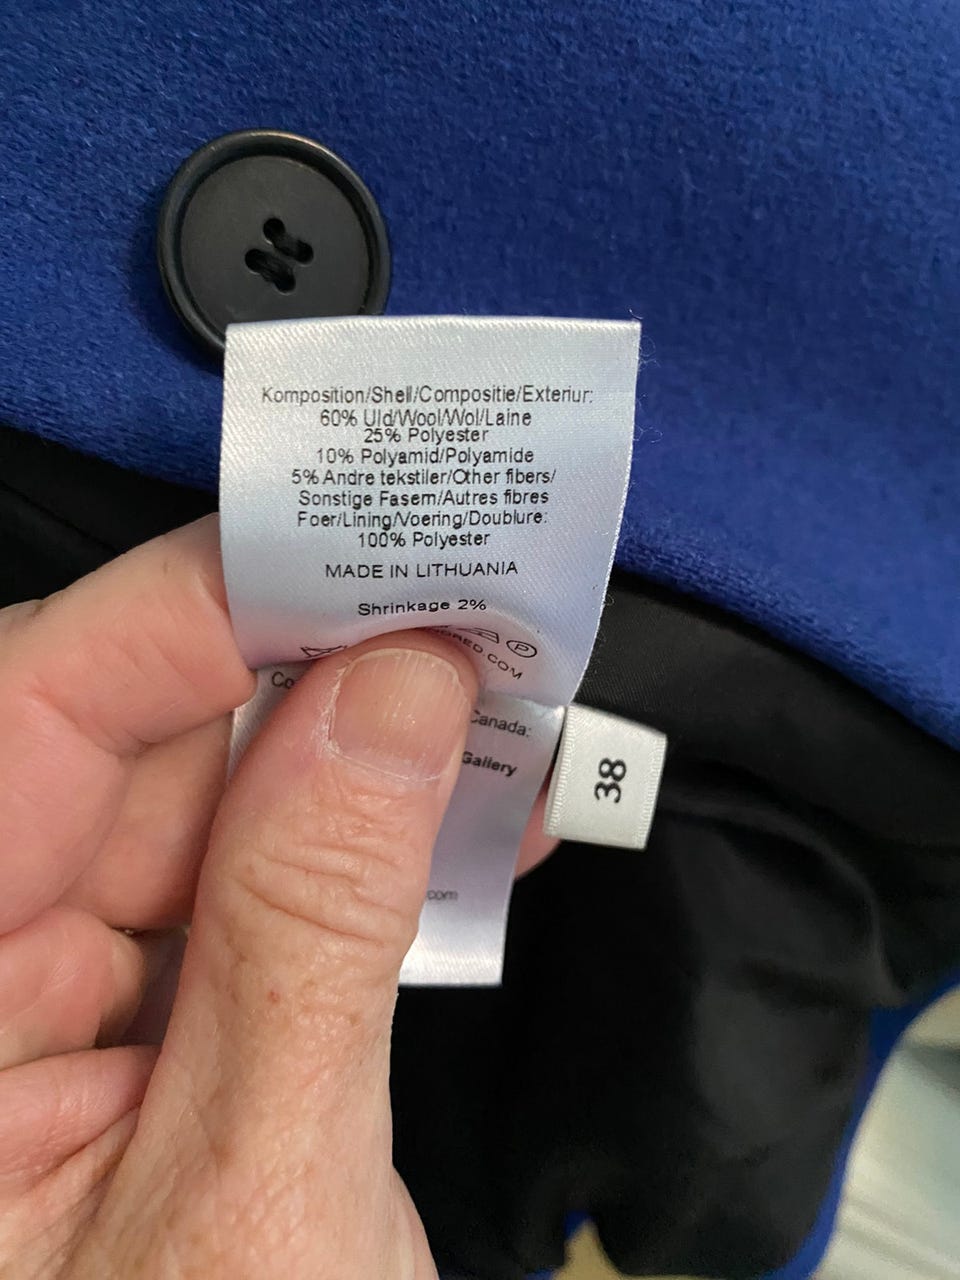 Komposition/Shell/Compositie/Exteriur:
60% Uld/Wool/Wol/Laine
25% Polyester
10% Polyamid/Polyamide
5% Andre tekstiler/Other fibers/
Sonstige Fasern/Autres fibres
Foer/Lining/Voering/Doublure:
100% Polyester
MADE IN LITHUANIA
Shrinkage 2%
P
Canada:
Gallery
38
.com